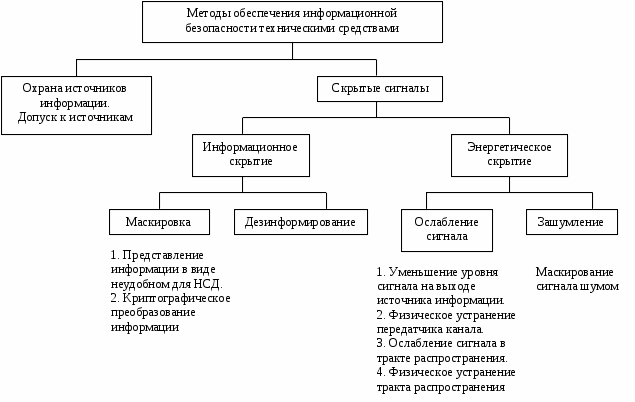 Методы обеспечения информационной
безопасности техническими средствами
Охрана источников
информации.
Допуск к источникам
Скрытые сигналы
Информационное
скрытие
Энергетическое
скрытие
Маскировка
Дезинформирование
Ослабление
сигнала
Зашумление
1. Представление
информации в виде
неудобном для НСД.
2. Криптографическое
преобразование
информации
1. Уменьшение уровня
сигнала на выходе
источника информации.
2. Физическое устранение
передатчика канала.
3. Ослабление сигнала в
тракте распространения.
4. Физическое устранение
тракта распространения
Маскирование
сигнала шумом